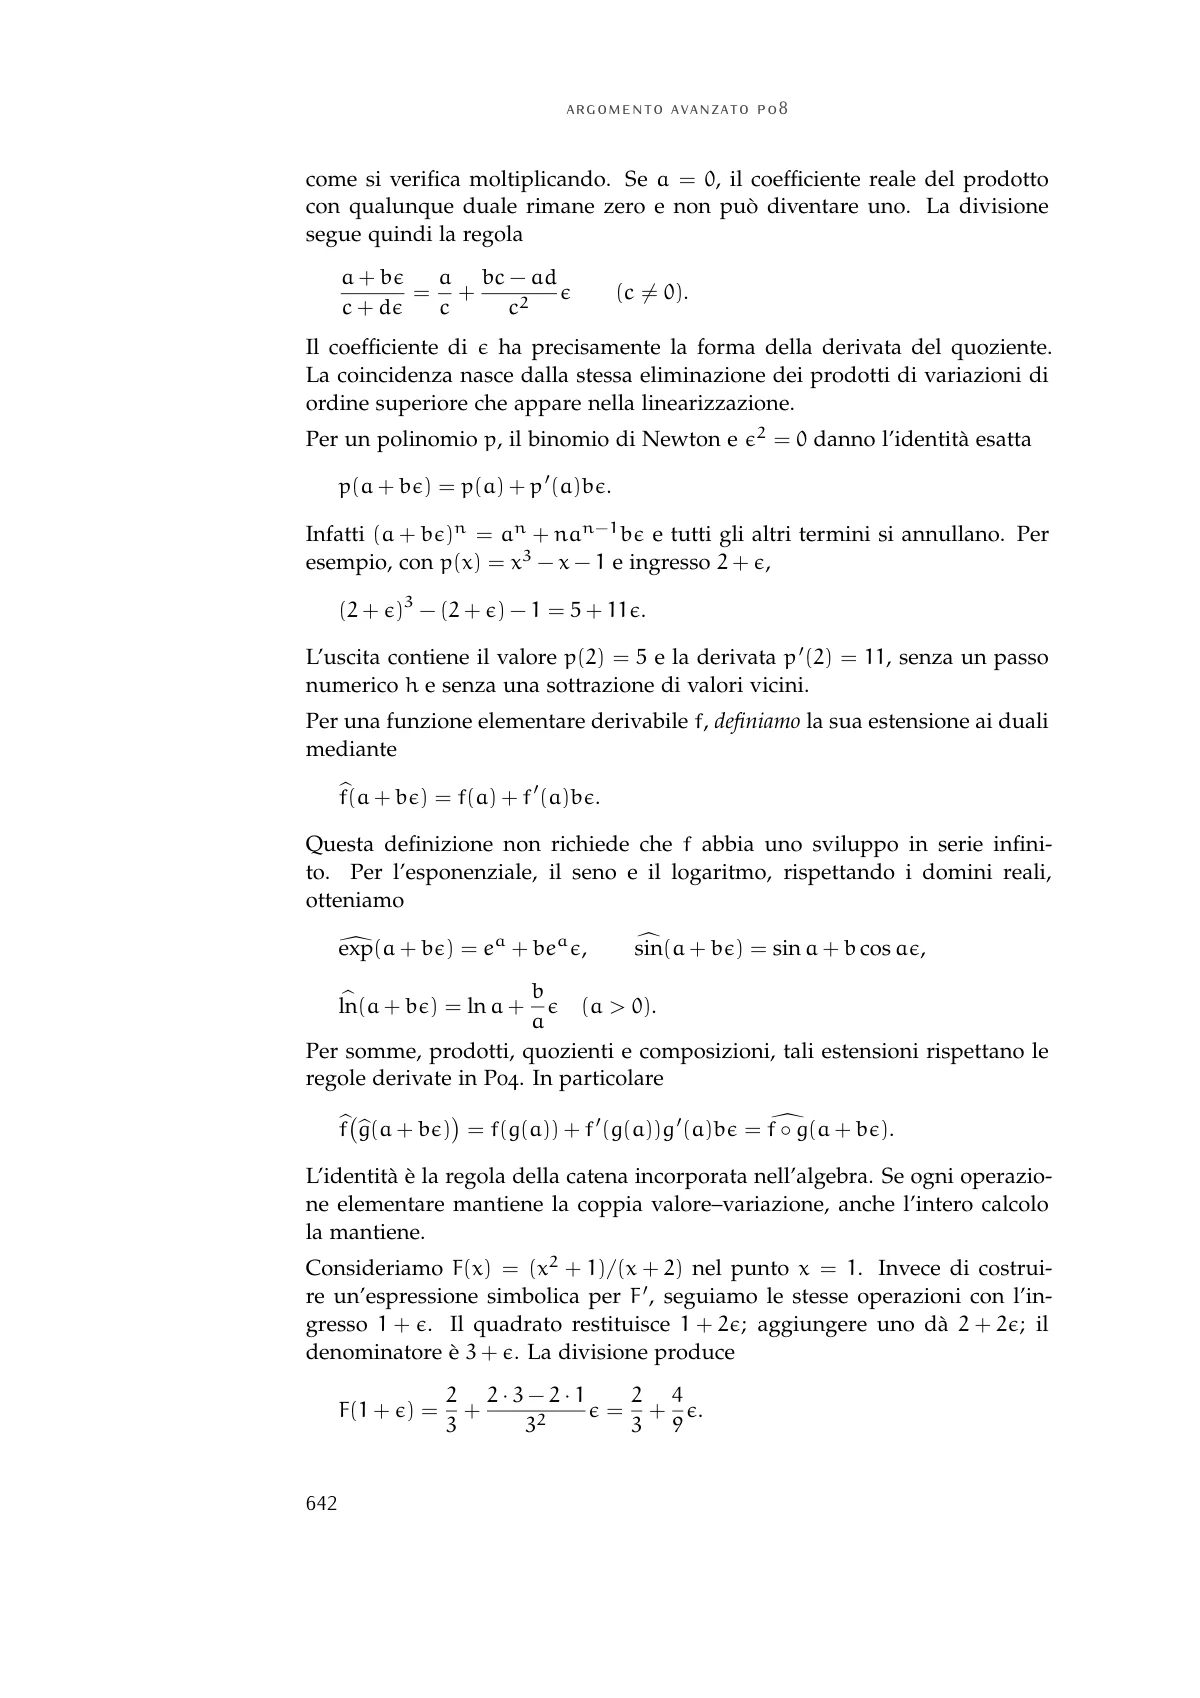 ARGOMENTO AVANZATO P08
come si verifica moltiplicando. Se a = 0, il coefficiente reale del prodotto
con qualunque duale rimane zero e non può diventare uno. La divisione
segue quindi la regola
(a + bϵ)/(c + dϵ) = a/c + (bc − ad)/c² ϵ (c ≠ 0).
Il coefficiente di ϵ ha precisamente la forma della derivata del quoziente.
La coincidenza nasce dalla stessa eliminazione dei prodotti di variazioni di
ordine superiore che appare nella linearizzazione.
Per un polinomio p, il binomio di Newton e ϵ² = 0 danno l'identità esatta
p(a + bϵ) = p(a) + p′(a)bϵ.
Infatti (a + bϵ)ⁿ = aⁿ + naⁿ⁻¹bϵ e tutti gli altri termini si annullano. Per
esempio, con p(x) = x³ − x − 1 e ingresso 2 + ϵ,
(2 + ϵ)³ − (2 + ϵ) − 1 = 5 + 11ϵ.
L'uscita contiene il valore p(2) = 5 e la derivata p′(2) = 11, senza un passo
numerico h e senza una sottrazione di valori vicini.
Per una funzione elementare derivabile f, definiamo la sua estensione ai duali
mediante
f̂(a + bϵ) = f(a) + f′(a)bϵ.
Questa definizione non richiede che f abbia uno sviluppo in serie infini-
to. Per l'esponenziale, il seno e il logaritmo, rispettando i domini reali,
otteniamo
êxp(a + bϵ) = eᵃ + beᵃϵ, sîn(a + bϵ) = sin a + b cos aϵ,
l̂n(a + bϵ) = ln a + b/a ϵ (a > 0).
Per somme, prodotti, quozienti e composizioni, tali estensioni rispettano le
regole derivate in P04. In particolare
f̂(ĝ(a + bϵ)) = f(g(a)) + f′(g(a))g′(a)bϵ = f∘̂g(a + bϵ).
L'identità è la regola della catena incorporata nell'algebra. Se ogni operazio-
ne elementare mantiene la coppia valore–variazione, anche l'intero calcolo
la mantiene.
Consideriamo F(x) = (x² + 1)/(x + 2) nel punto x = 1. Invece di costrui-
re un'espressione simbolica per F′, seguiamo le stesse operazioni con l'in-
gresso 1 + ϵ. Il quadrato restituisce 1 + 2ϵ; aggiungere uno dà 2 + 2ϵ; il
denominatore è 3 + ϵ. La divisione produce
F(1 + ϵ) = 2/3 + (2 · 3 − 2 · 1)/3² ϵ = 2/3 + 4/9 ϵ.
642